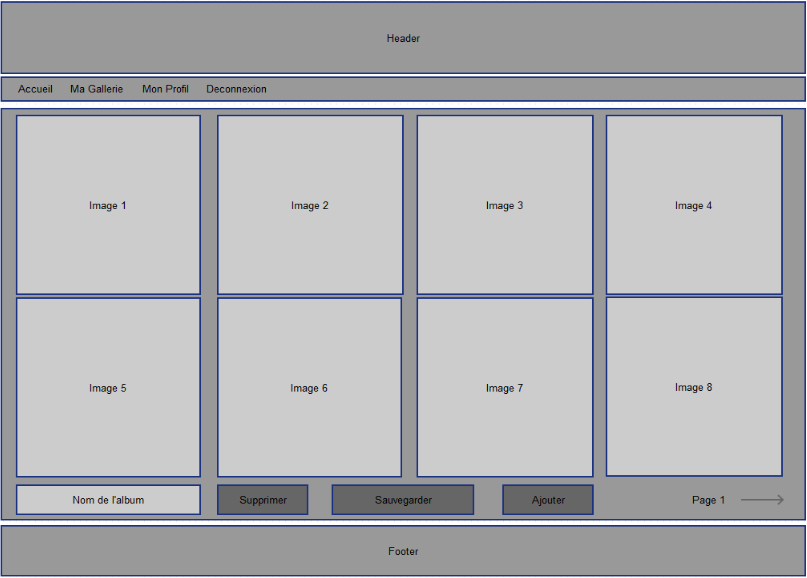 Header
Accueil Ma Gallerie Mon Profil Deconnexion
Image 1 Image 2 Image 3 Image 4
Image 5 Image 6 Image 7 Image 8
Nom de l'album Supprimer Sauvegarder Ajouter Page 1
Footer